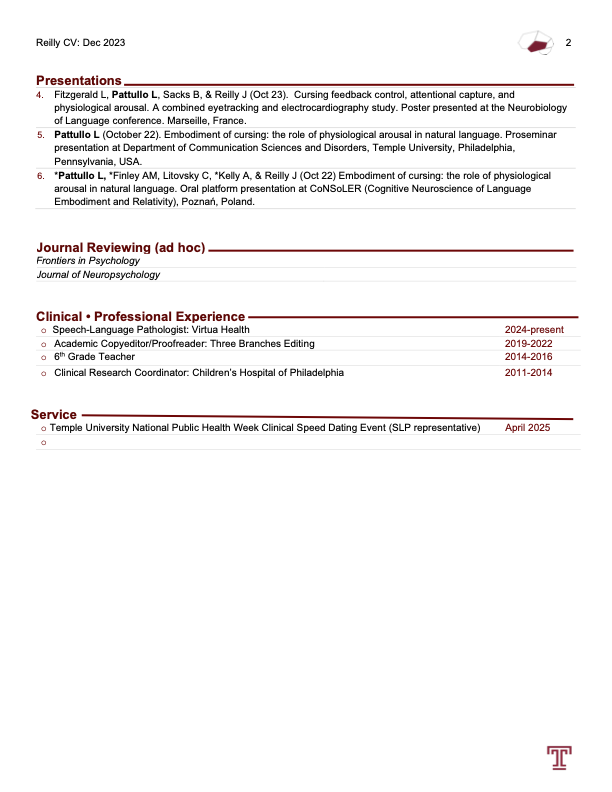 Reilly CV: Dec 2023
2
Presentations
4. Fitzgerald L, Pattullo L, Sacks B, & Reilly J (Oct 23).  Cursing feedback control, attentional capture, and
physiological arousal. A combined eyetracking and electrocardiography study. Poster presented at the Neurobiology
of Language conference. Marseille, France.
5. Pattullo L (October 22). Embodiment of cursing: the role of physiological arousal in natural language. Proseminar
presentation at Department of Communication Sciences and Disorders, Temple University, Philadelphia,
Pennsylvania, USA.
6. *Pattullo L, *Finley AM, Litovsky C, *Kelly A, & Reilly J (Oct 22) Embodiment of cursing: the role of physiological
arousal in natural language. Oral platform presentation at CoNSoLER (Cognitive Neuroscience of Language
Embodiment and Relativity), Poznań, Poland.
Journal Reviewing (ad hoc)
Frontiers in Psychology
Journal of Neuropsychology
Clinical • Professional Experience
o Speech-Language Pathologist: Virtua Health 2024-present
o Academic Copyeditor/Proofreader: Three Branches Editing 2019-2022
o 6th Grade Teacher 2014-2016
o Clinical Research Coordinator: Children's Hospital of Philadelphia 2011-2014
Service
o Temple University National Public Health Week Clinical Speed Dating Event (SLP representative) April 2025
o